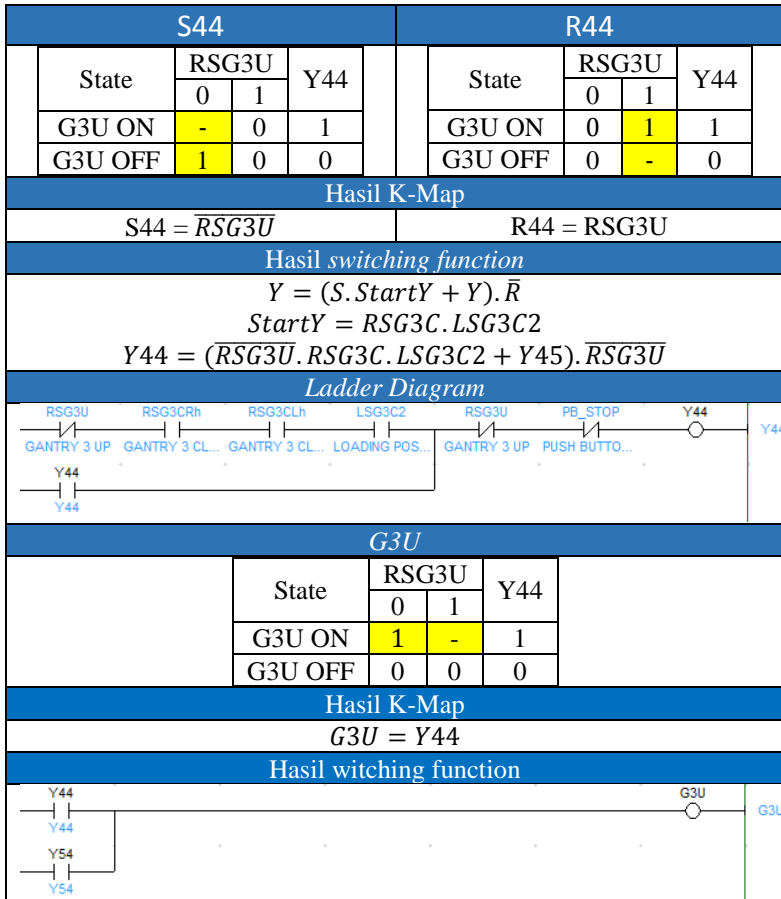 S44 R44
State RSG3U Y44 State RSG3U Y44
0 1 0 1
G3U ON - 0 1 G3U ON 0 1 1
G3U OFF 1 0 0 G3U OFF 0 - 0
Hasil K-Map
S44 = \overline{RSG3U} R44 = RSG3U
Hasil switching function
Y = (S.StartY + Y).R̄
StartY = RSG3C.LSG3C2
Y44 = (\overline{RSG3U}.RSG3C.LSG3C2 + Y45).\overline{RSG3U}
Ladder Diagram
RSG3U RSG3CRh RSG3CLh LSG3C2 RSG3U PB_STOP Y44
Y44
GANTRY 3 UP GANTRY 3 CL... GANTRY 3 CL... LOADING POS... GANTRY 3 UP PUSH BUTTO...
Y44
Y44
G3U
State RSG3U Y44
0 1
G3U ON 1 - 1
G3U OFF 0 0 0
Hasil K-Map
G3U = Y44
Hasil witching function
Y44 G3U
G3U
Y44
Y54
Y54